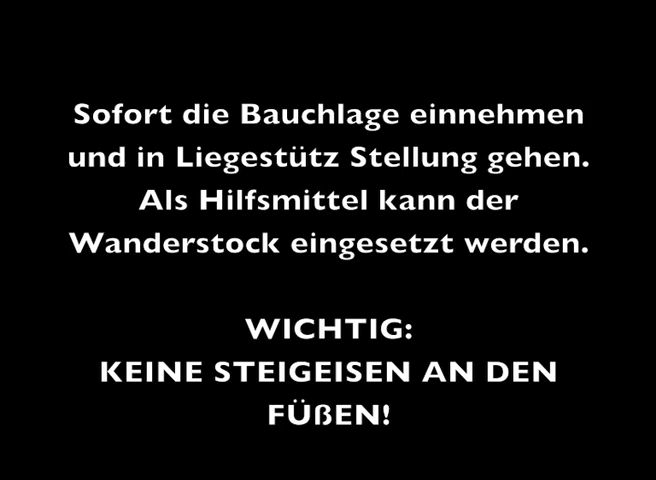 Sofort die Bauchlage einnehmen
und in Liegestütz Stellung gehen.
Als Hilfsmittel kann der
Wanderstock eingesetzt werden.
WICHTIG:
KEINE STEIGEISEN AN DEN
FÜßEN!